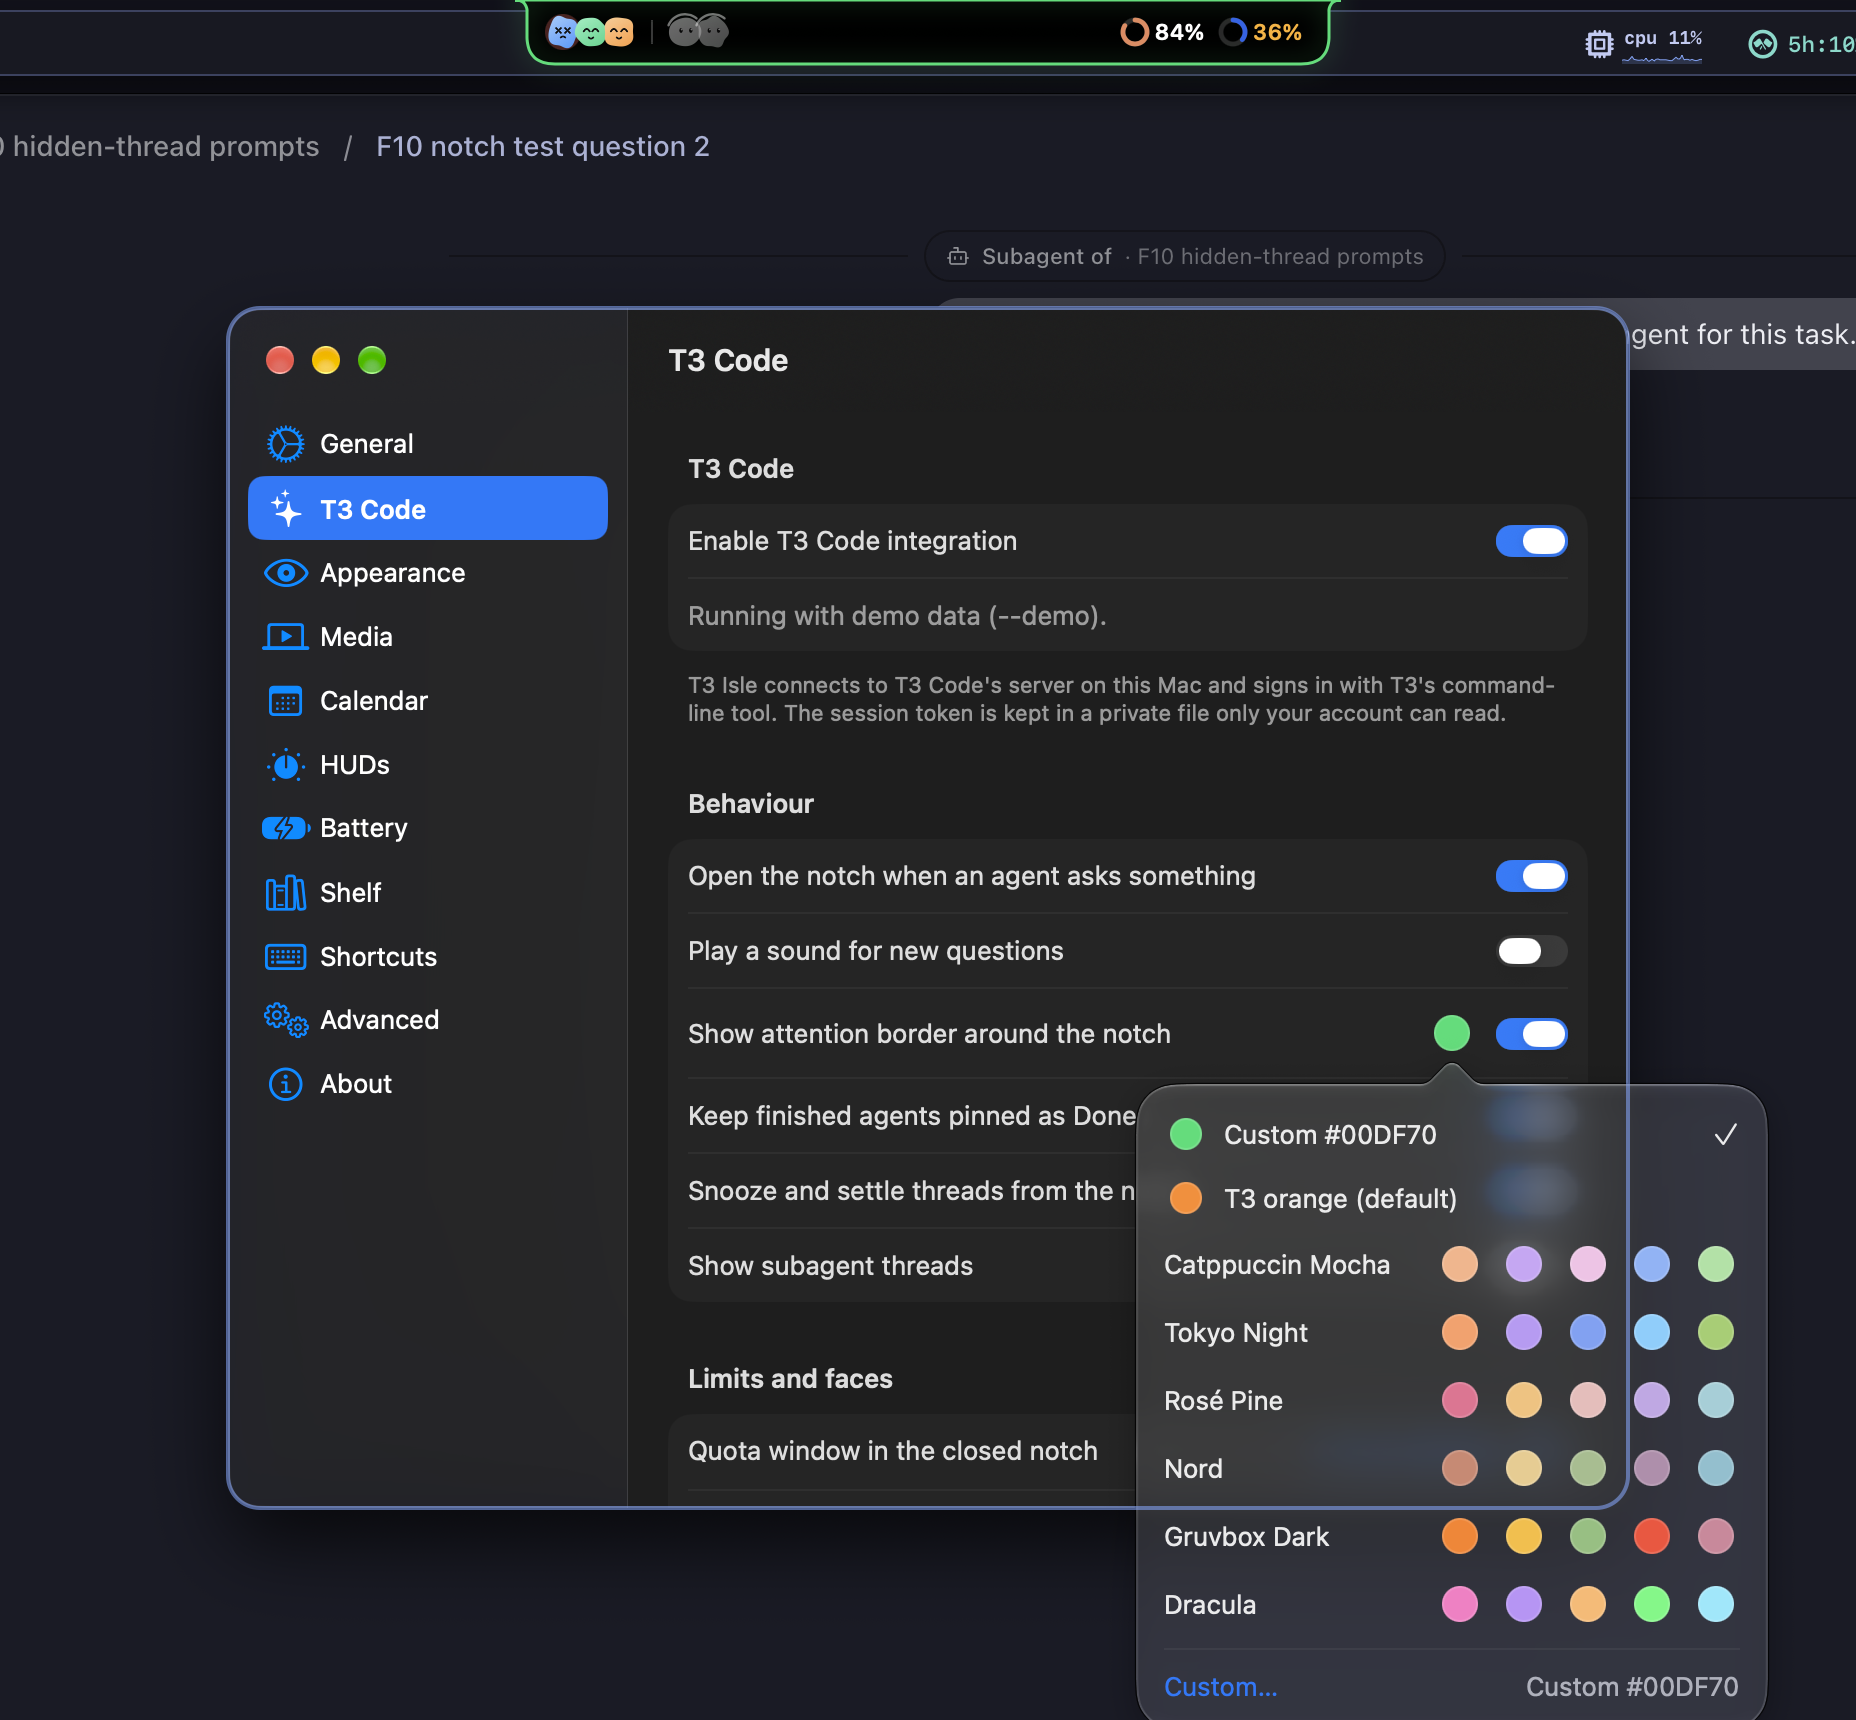 84% 36%
cpu 11%
5h:10
hidden-thread prompts / F10 notch test question 2
Subagent of · F10 hidden-thread prompts
gent for this task.
T3 Code
General
T3 Code
Appearance
Media
Calendar
HUDs
Battery
Shelf
Shortcuts
Advanced
About
T3 Code
Enable T3 Code integration
Running with demo data (--demo).
T3 Isle connects to T3 Code's server on this Mac and signs in with T3's command-
line tool. The session token is kept in a private file only your account can read.
Behaviour
Open the notch when an agent asks something
Play a sound for new questions
Show attention border around the notch
Keep finished agents pinned as Done
Snooze and settle threads from the n
Show subagent threads
Limits and faces
Quota window in the closed notch
Custom #00DF70
T3 orange (default)
Catppuccin Mocha
Tokyo Night
Rosé Pine
Nord
Gruvbox Dark
Dracula
Custom... Custom #00DF70